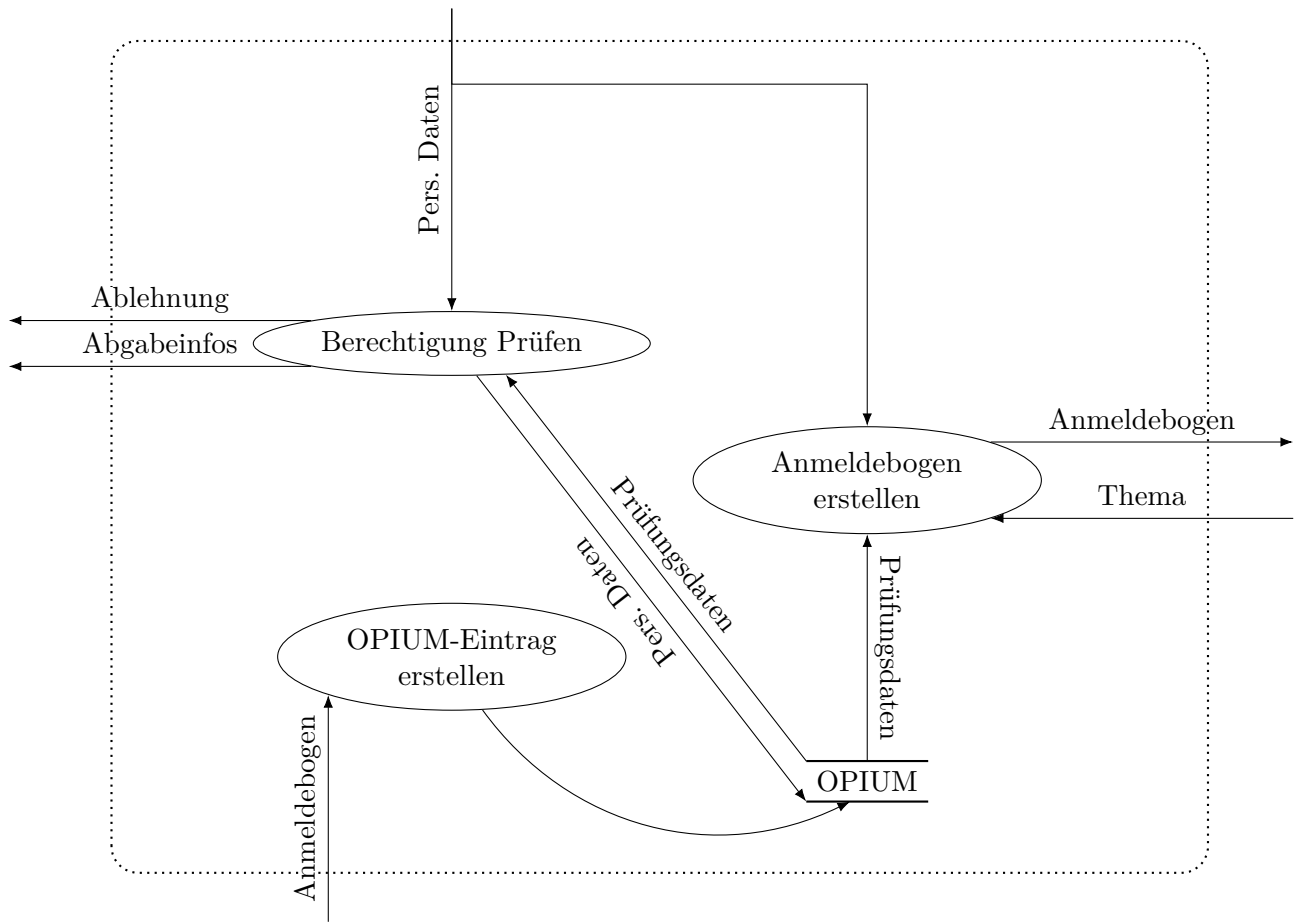 Pers. Daten
Ablehnung
Abgabeinfos
Berechtigung Prüfen
Anmeldebogen
Thema
Anmeldebogen
erstellen
Prüfungsdaten
Pers. Daten
Prüfungsdaten
OPIUM-Eintrag
erstellen
Anmeldebogen
OPIUM